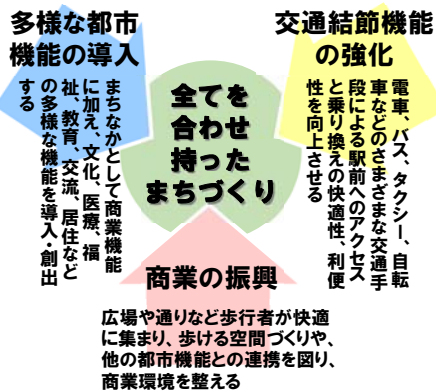 多様な都市
機能の導入
まちなかとして商業機能
に加え、文化、医療、福
祉、教育、交流、居住など
の多様な機能を導入・創出
する
交通結節機能
の強化
電車、バス、タクシー、自転
車などのさまざまな交通手
段による駅前へのアクセス
と乗り換えの快適性、利便
性を向上させる
全てを
合わせ
持った
まちづくり
商業の振興
広場や通りなど歩行者が快適
に集まり、歩ける空間づくりや、
他の都市機能との連携を図り、
商業環境を整える